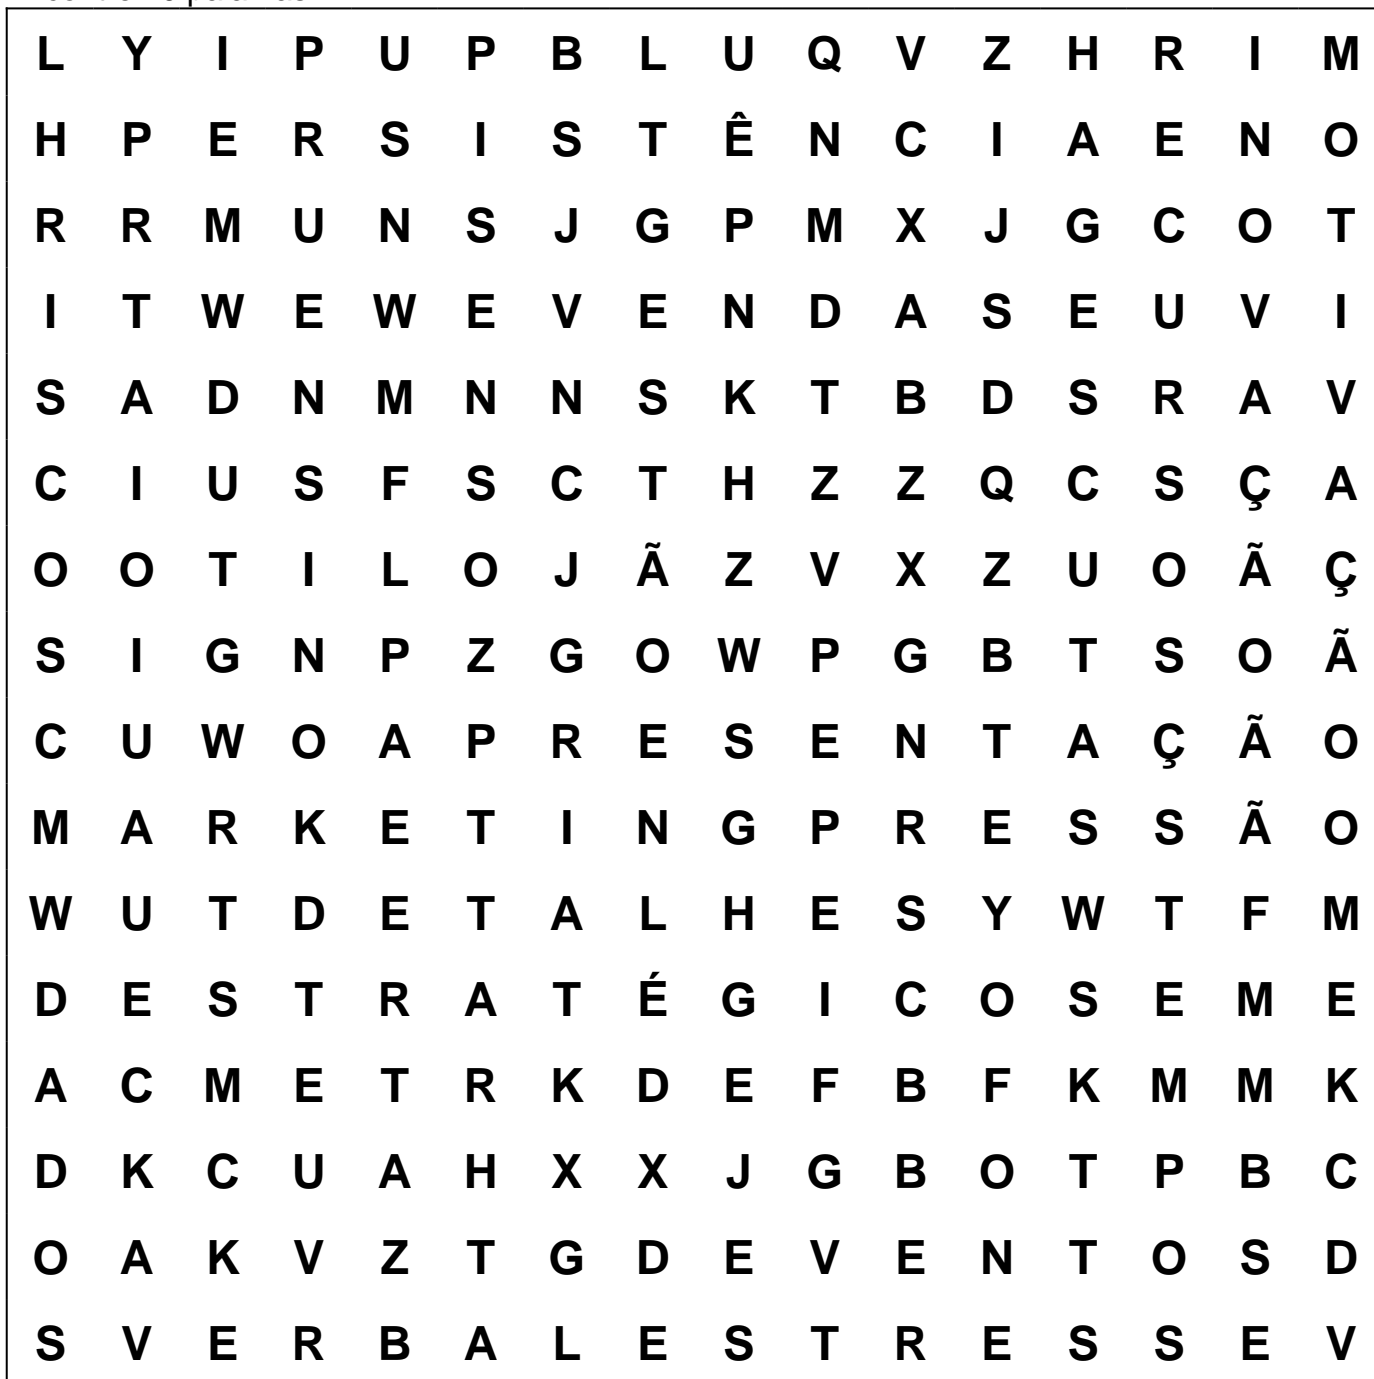 L Y I P U P B L U Q V Z H R I M
H P E R S I S T Ê N C I A E N O
R R M U N S J G P M X J G C O T
I T W E W E V E N D A S E U V I
S A D N M N N S K T B D S R A V
C I U S F S C T H Z Z Q C S Ç A
O O T I L O J Ã Z V X Z U O Ã Ç
S I G N P Z G O W P G B T S O Ã
C U W O A P R E S E N T A Ç Ã O
M A R K E T I N G P R E S S Ã O
W U T D E T A L H E S Y W T F M
D E S T R A T É G I C O S E M E
A C M E T R K D E F B F K M M K
D K C U A H X X J G B O T P B C
O A K V Z T G D E V E N T O S D
S V E R B A L E S T R E S S E V